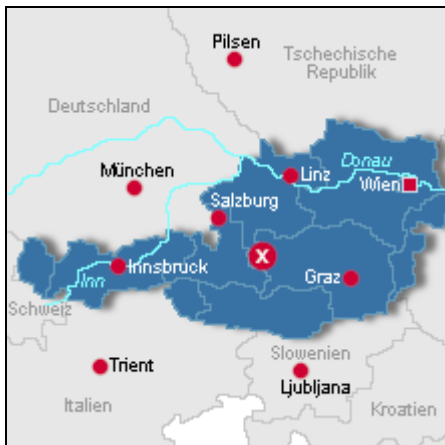 Pilsen
Tschechische
Republik
Deutschland
Donau
Linz
München
Wien
Salzburg
X
Innsbruck
Inn
Graz
Schweiz
Slowenien
Trient
Ljubljana
Italien
Kroatien